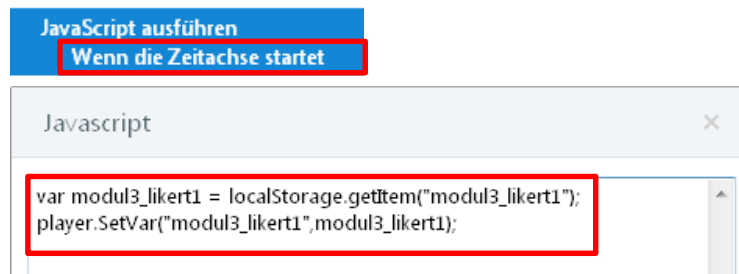 JavaScript ausführen
Wenn die Zeitachse startet
Javascript
×
var modul3_likert1 = localStorage.getItem("modul3_likert1");
player.SetVar("modul3_likert1",modul3_likert1);